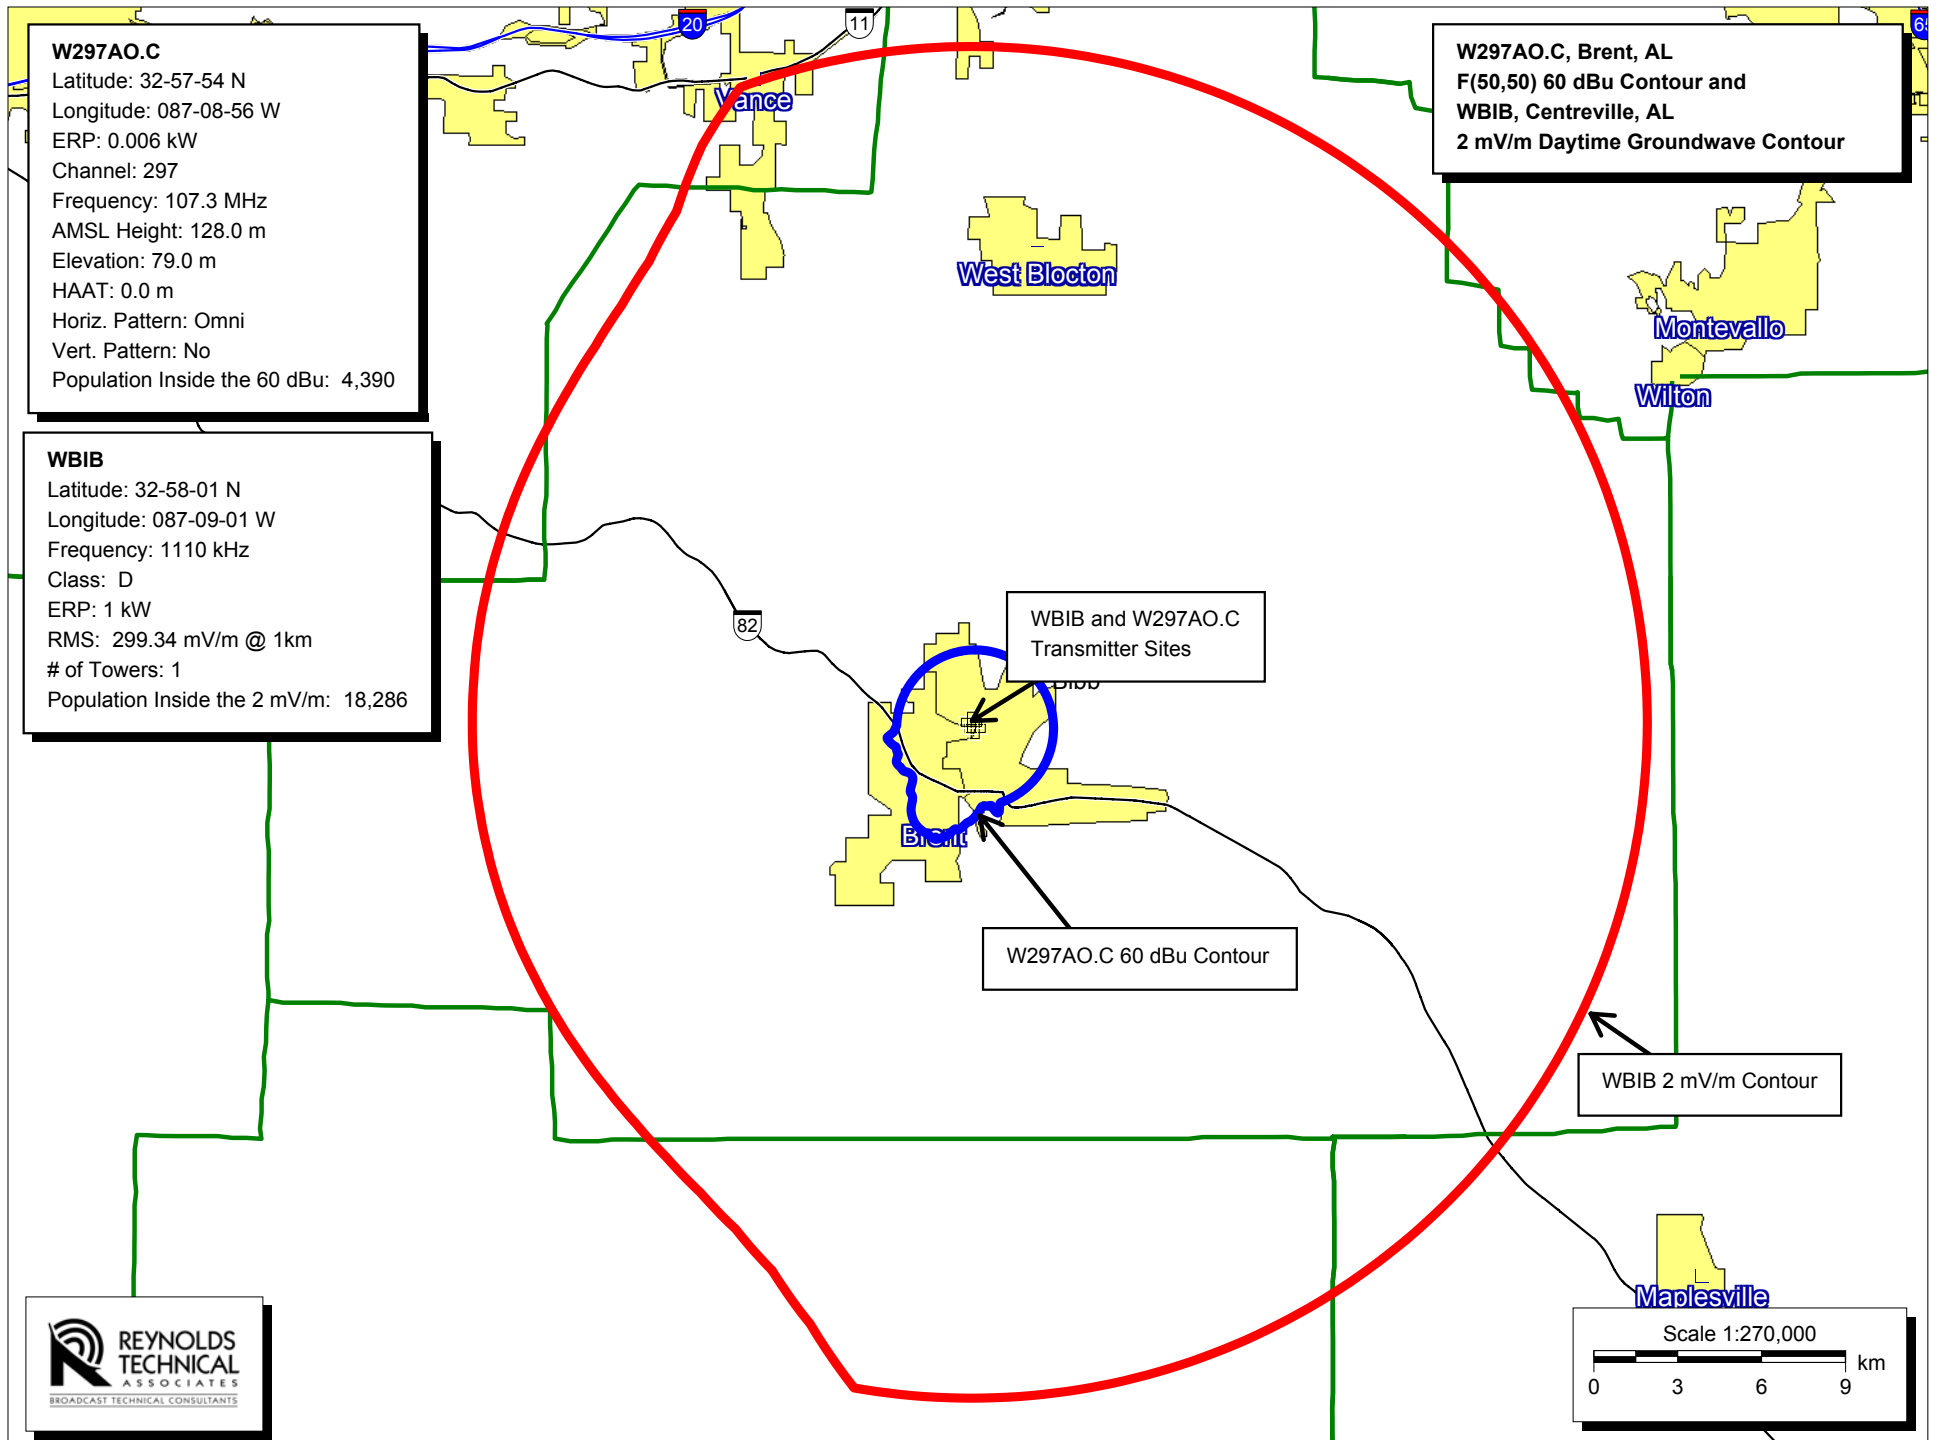 W297AO.C
Latitude: 32-57-54 N
Longitude: 087-08-56 W
ERP: 0.006 kW
Channel: 297
Frequency: 107.3 MHz
AMSL Height: 128.0 m
Elevation: 79.0 m
HAAT: 0.0 m
Horiz. Pattern: Omni
Vert. Pattern: No
Population Inside the 60 dBu: 4,390
20
11
W297AO.C, Brent, AL
F(50,50) 60 dBu Contour and
WBIB, Centreville, AL
2 mV/m Daytime Groundwave Contour
Vance
West Blocton
Montevallo
Wilton
WBIB
Latitude: 32-58-01 N
Longitude: 087-09-01 W
Frequency: 1110 kHz
Class: D
ERP: 1 kW
RMS: 299.34 mV/m @ 1km
# of Towers: 1
Population Inside the 2 mV/m: 18,286
82
WBIB and W297AO.C
Transmitter Sites
Bibb
Brent
W297AO.C 60 dBu Contour
WBIB 2 mV/m Contour
Maplesville
Scale 1:270,000
km
0 3 6 9
REYNOLDS
TECHNICAL
ASSOCIATES
BROADCAST TECHNICAL CONSULTANTS